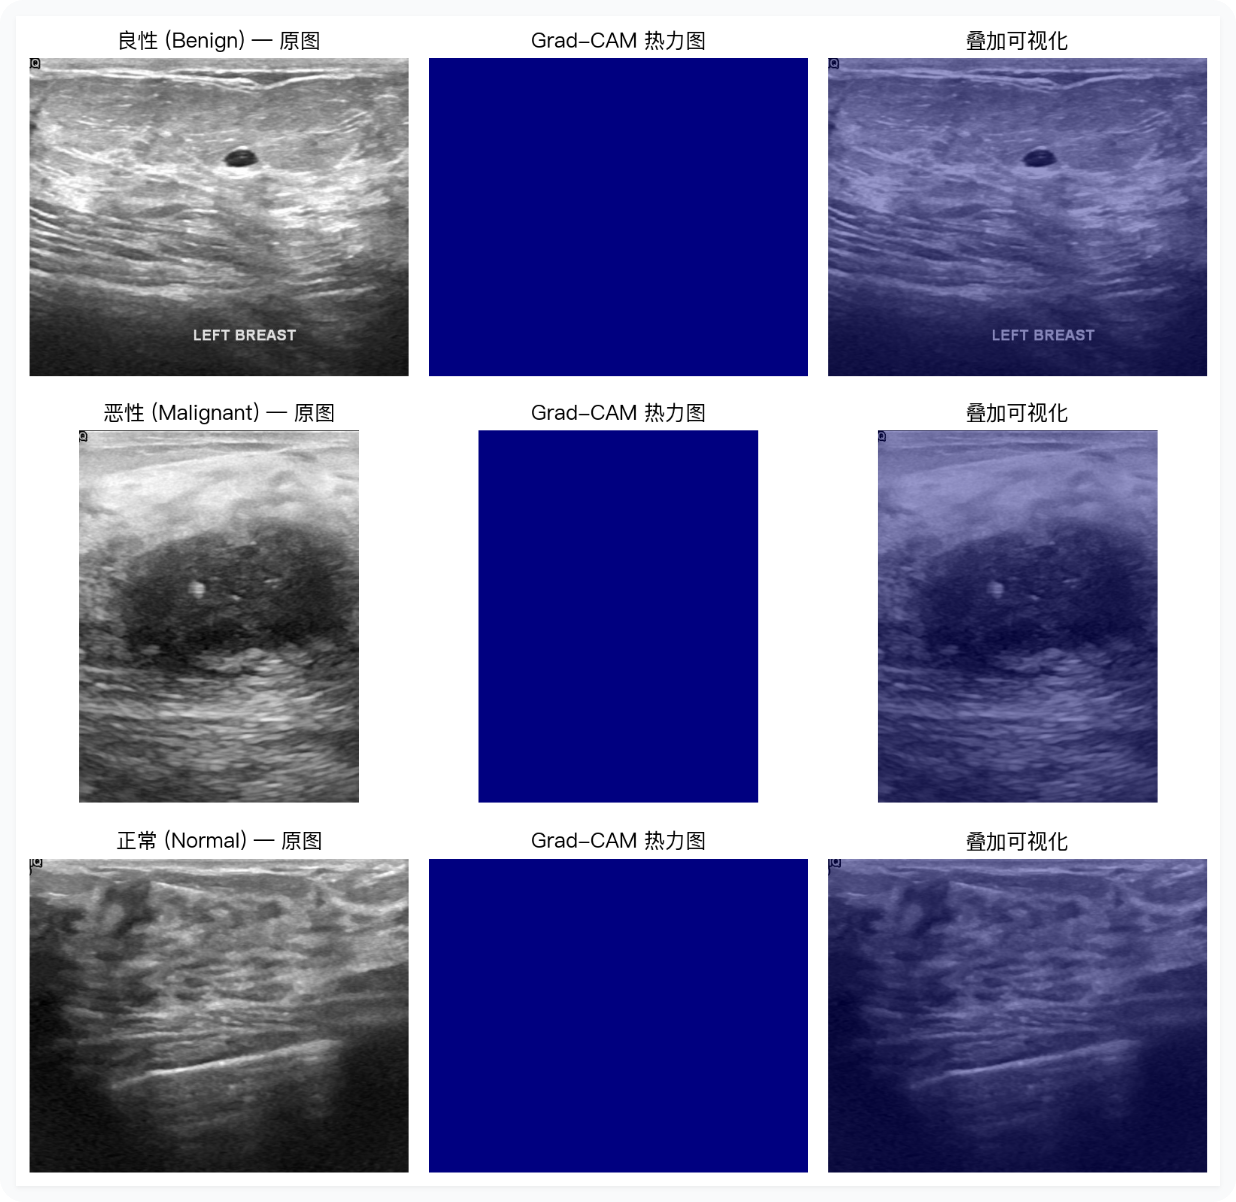 良性 (Benign) — 原图
Grad-CAM 热力图
叠加可视化
LEFT BREAST
LEFT BREAST
恶性 (Malignant) — 原图
Grad-CAM 热力图
叠加可视化
正常 (Normal) — 原图
Grad-CAM 热力图
叠加可视化